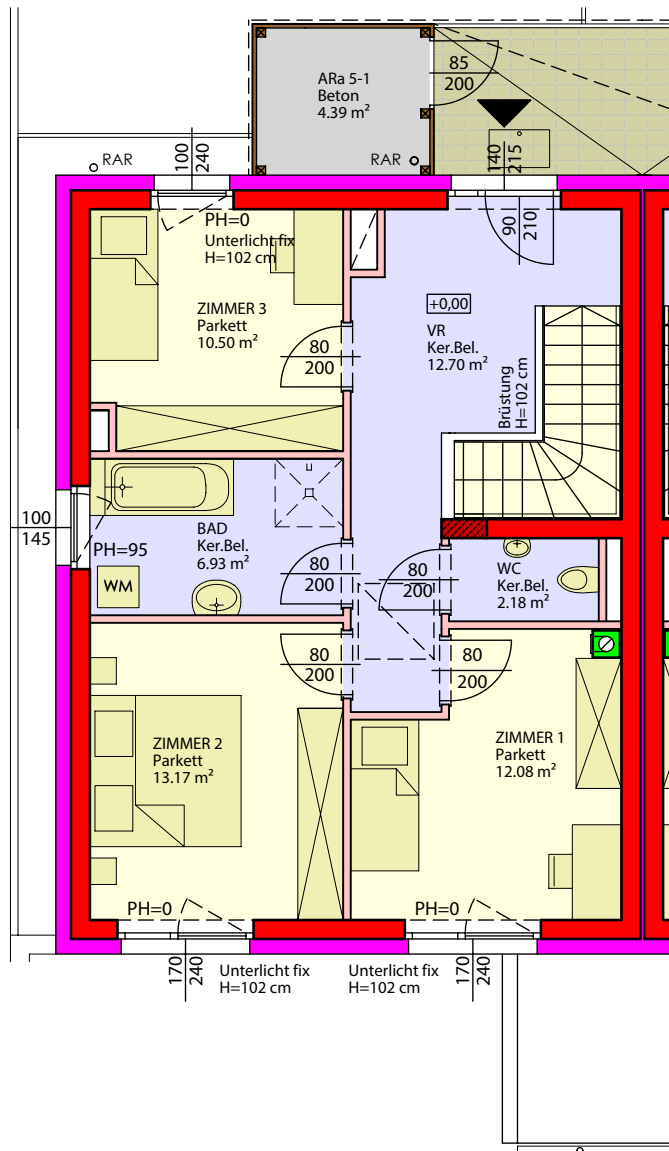 ARa 5-1
Beton
4.39 m²
85
200
RAR
RAR
100
240
140
215
PH=0
Unterlicht fix
H=102 cm
90
210
ZIMMER 3
Parkett
10.50 m²
+0,00
VR
Ker.Bel.
12.70 m²
80
200
Brüstung
H=102 cm
100
145
PH=95
BAD
Ker.Bel.
6.93 m²
WM
80
200
80
200
WC
Ker.Bel.
2.18 m²
80
200
80
200
ZIMMER 2
Parkett
13.17 m²
ZIMMER 1
Parkett
12.08 m²
PH=0
PH=0
170
240
Unterlicht fix
H=102 cm
Unterlicht fix
H=102 cm
170
240